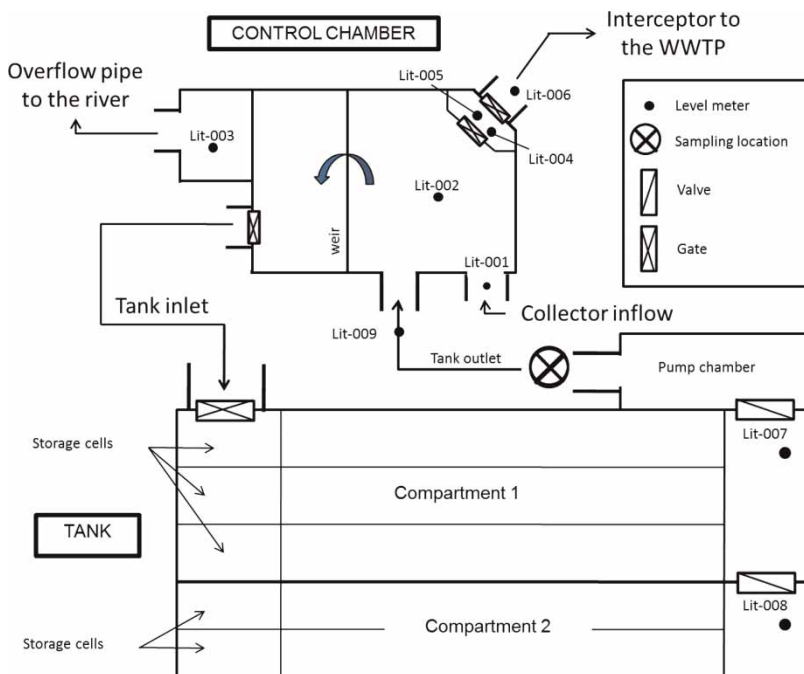 CONTROL CHAMBER
Interceptor to
the WWTP
Overflow pipe
to the river
Lit-005
Lit-006
Lit-003
Lit-004
Lit-002
weir
Lit-001
Level meter
Sampling location
Valve
Gate
Tank inlet
Collector inflow
Lit-009
Tank outlet
Pump chamber
Storage cells
Lit-007
Compartment 1
TANK
Lit-008
Compartment 2
Storage cells